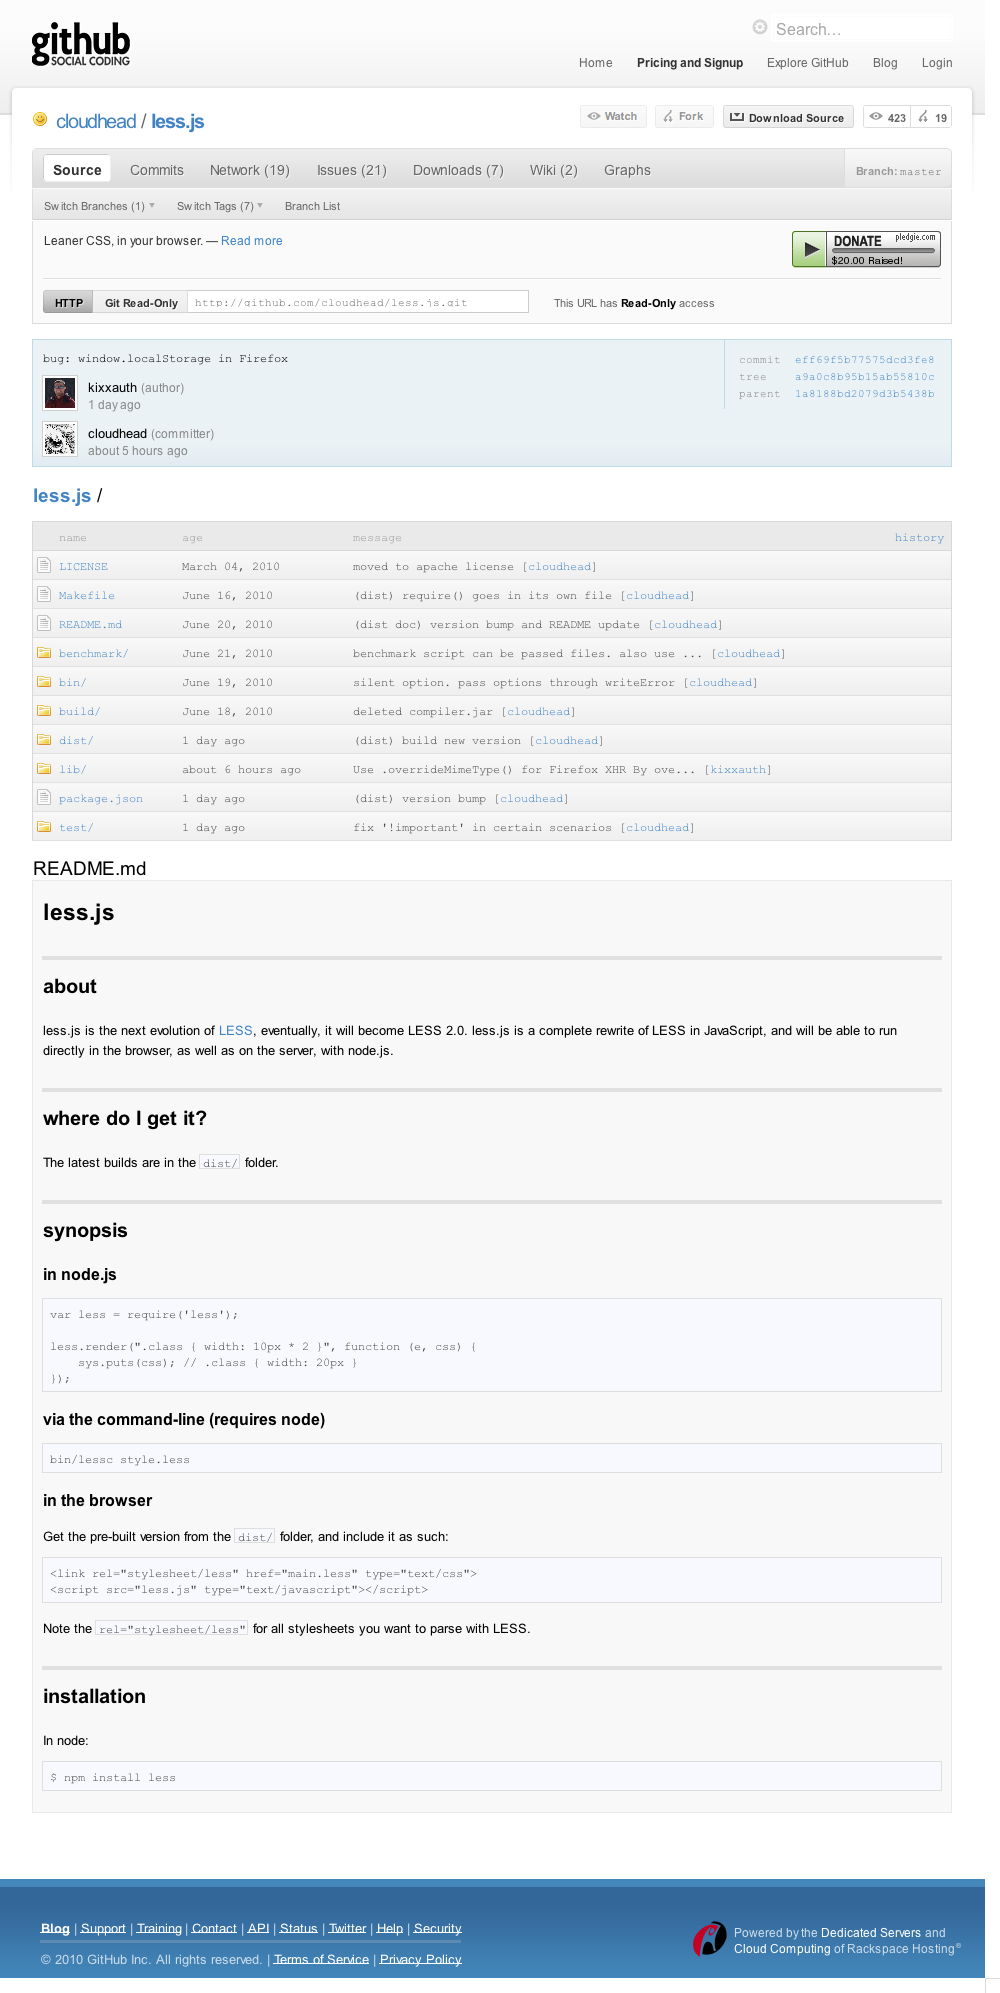 github
SOCIAL CODING
Search...
Home Pricing and Signup Explore GitHub Blog Login
cloudhead / less.js
Watch Fork Download Source 423 19
Source Commits Network (19) Issues (21) Downloads (7) Wiki (2) Graphs Branch: master
Switch Branches (1) Switch Tags (7) Branch List
Leaner CSS, in your browser. — Read more
DONATE pledgie.com
$20.00 Raised!
HTTP Git Read-Only http://github.com/cloudhead/less.js.git This URL has Read-Only access
bug: window.localStorage in Firefox
kixxauth (author)
1 day ago
cloudhead (committer)
about 5 hours ago
commit eff69f5b77575dcd3fe8
tree a9a0c8b95b15ab55810c
parent 1a8188bd2079d3b5438b
less.js /
name age message history
LICENSE March 04, 2010 moved to apache license [cloudhead]
Makefile June 16, 2010 (dist) require() goes in its own file [cloudhead]
README.md June 20, 2010 (dist doc) version bump and README update [cloudhead]
benchmark/ June 21, 2010 benchmark script can be passed files. also use ... [cloudhead]
bin/ June 19, 2010 silent option. pass options through writeError [cloudhead]
build/ June 18, 2010 deleted compiler.jar [cloudhead]
dist/ 1 day ago (dist) build new version [cloudhead]
lib/ about 6 hours ago Use .overrideMimeType() for Firefox XHR By ove... [kixxauth]
package.json 1 day ago (dist) version bump [cloudhead]
test/ 1 day ago fix '!important' in certain scenarios [cloudhead]
README.md
less.js
about
less.js is the next evolution of LESS, eventually, it will become LESS 2.0. less.js is a complete rewrite of LESS in JavaScript, and will be able to run
directly in the browser, as well as on the server, with node.js.
where do I get it?
The latest builds are in the dist/ folder.
synopsis
in node.js
var less = require('less');
less.render(".class { width: 10px * 2 }", function (e, css) {
sys.puts(css); // .class { width: 20px }
});
via the command-line (requires node)
bin/lessc style.less
in the browser
Get the pre-built version from the dist/ folder, and include it as such:
<link rel="stylesheet/less" href="main.less" type="text/css">
<script src="less.js" type="text/javascript"></script>
Note the rel="stylesheet/less" for all stylesheets you want to parse with LESS.
installation
In node:
$ npm install less
Blog | Support | Training | Contact | API | Status | Twitter | Help | Security
© 2010 GitHub Inc. All rights reserved. | Terms of Service | Privacy Policy
Powered by the Dedicated Servers and
Cloud Computing of Rackspace Hosting®